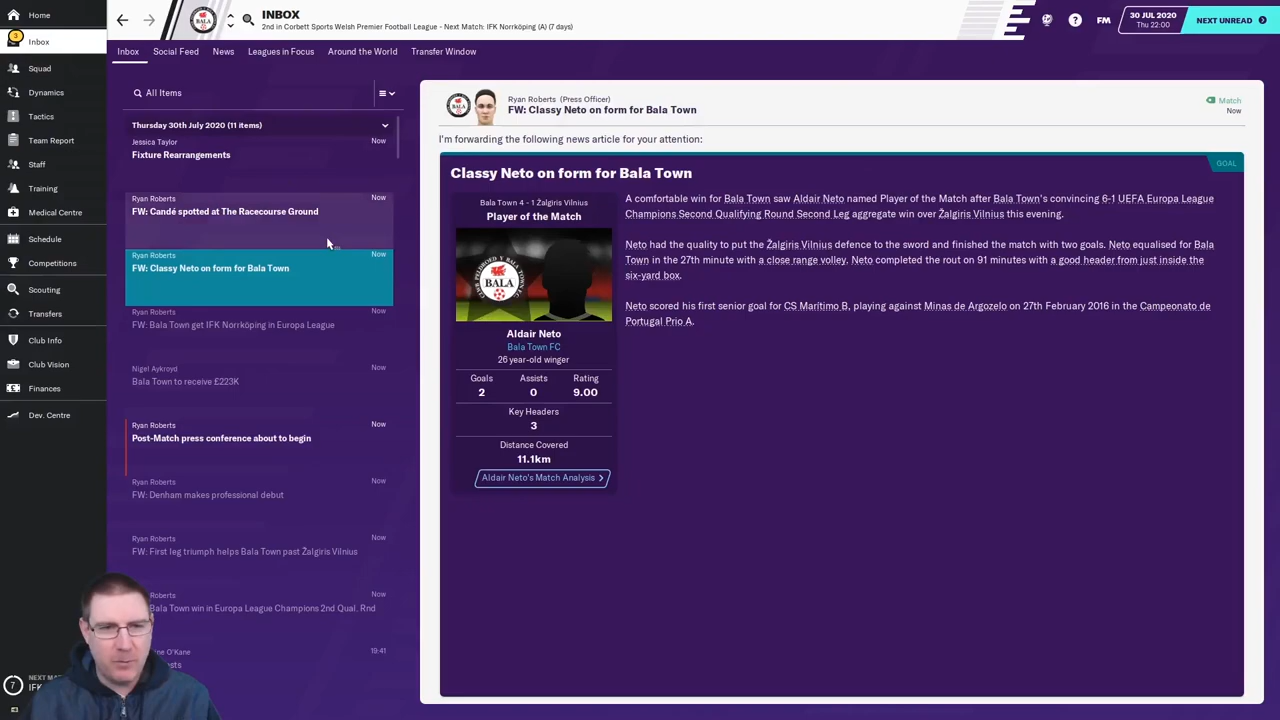 Home
INBOX
2nd in Corbett Sports Welsh Premier Football League - Next Match: IFK Norrköping (A) (7 days)
FM
30 JUL 2020
Thu 22:00
NEXT UNREAD
3
Inbox
Squad
Dynamics
Tactics
Team Report
Staff
Training
Medical Centre
Schedule
Competitions
Scouting
Transfers
Club Info
Club Vision
Finances
Dev. Centre
7
NEXT
IFK
Inbox
Social Feed
News
Leagues in Focus
Around the World
Transfer Window
All Items
Thursday 30th July 2020 (11 items)
Jessica Taylor
Now
Fixture Rearrangements
Ryan Roberts
Now
FW: Candé spotted at The Racecourse Ground
Ryan Roberts
Now
FW: Classy Neto on form for Bala Town
Ryan Roberts
Now
FW: Bala Town get IFK Norrköping in Europa League
Nigel Aykroyd
Now
Bala Town to receive £223K
Ryan Roberts
Now
Post-Match press conference about to begin
Ryan Roberts
Now
FW: Denham makes professional debut
Ryan Roberts
Now
FW: First leg triumph helps Bala Town past Žalgiris Vilnius
Roberts
Now
Bala Town win in Europa League Champions 2nd Qual. Rnd
O'Kane
19:41
Ryan Roberts (Press Officer)
FW: Classy Neto on form for Bala Town
Match
Now
I'm forwarding the following news article for your attention:
GOAL
Classy Neto on form for Bala Town
Bala Town 4 - 1 Žalgiris Vilnius
Player of the Match
Aldair Neto
Bala Town FC
26 year-old winger
Goals
Assists
Rating
2
0
9.00
Key Headers
3
Distance Covered
11.1km
Aldair Neto's Match Analysis
A comfortable win for Bala Town saw Aldair Neto named Player of the Match after Bala Town's convincing 6-1 UEFA Europa League
Champions Second Qualifying Round Second Leg aggregate win over Žalgiris Vilnius this evening.
Neto had the quality to put the Žalgiris Vilnius defence to the sword and finished the match with two goals. Neto equalised for Bala
Town in the 27th minute with a close range volley. Neto completed the rout on 91 minutes with a good header from just inside the
six-yard box.
Neto scored his first senior goal for CS Marítimo B, playing against Minas de Argozelo on 27th February 2016 in the Campeonato de
Portugal Prio A.